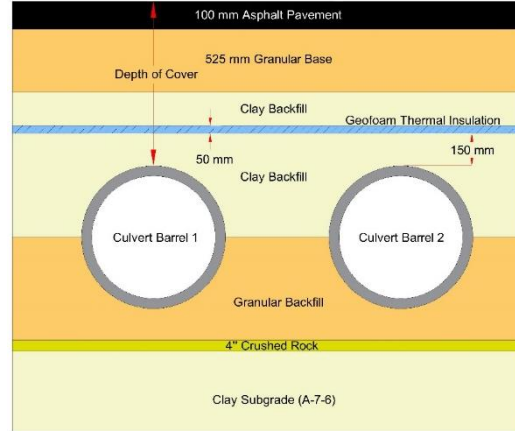 100 mm Asphalt Pavement
525 mm Granular Base
Depth of Cover
Clay Backfill
Geofoam Thermal Insulation
50 mm
150 mm
Clay Backfill
Culvert Barrel 1
Culvert Barrel 2
Granular Backfill
4" Crushed Rock
Clay Subgrade (A-7-6)